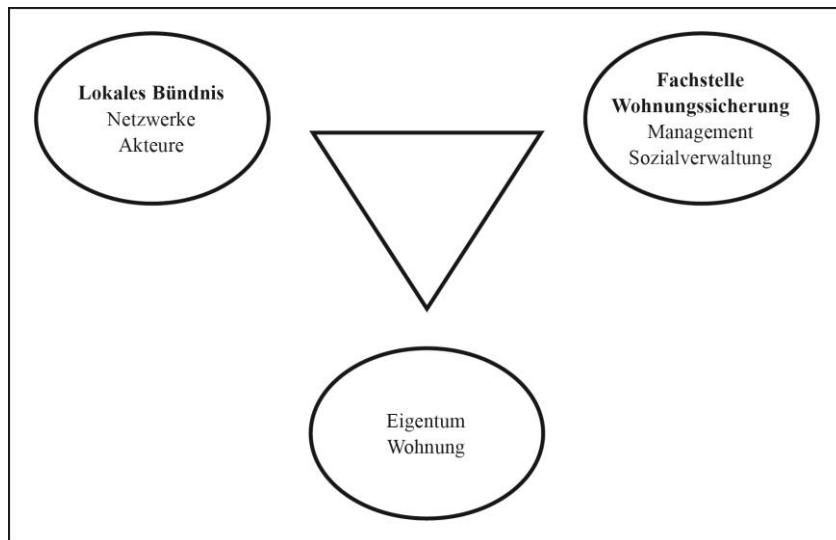 Lokales Bündnis
Netzwerke
Akteure
Fachstelle
Wohnungssicherung
Management
Sozialverwaltung
Eigentum
Wohnung